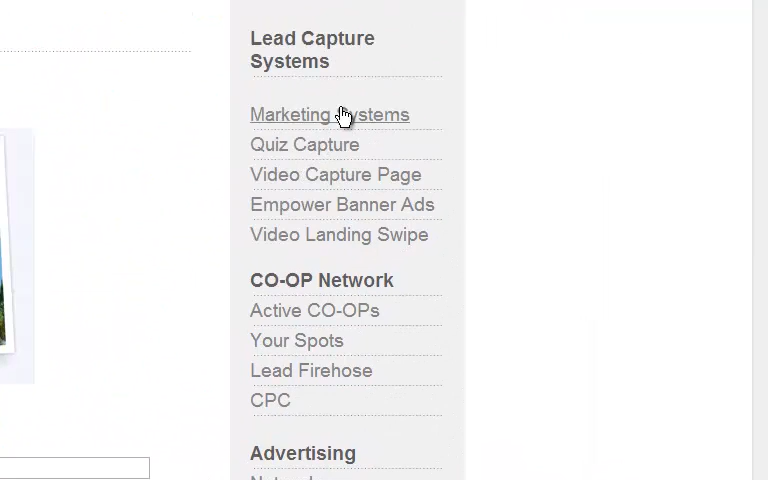 Lead Capture
Systems
Marketing Systems
Quiz Capture
Video Capture Page
Empower Banner Ads
Video Landing Swipe
CO-OP Network
Active CO-OPs
Your Spots
Lead Firehose
CPC
Advertising